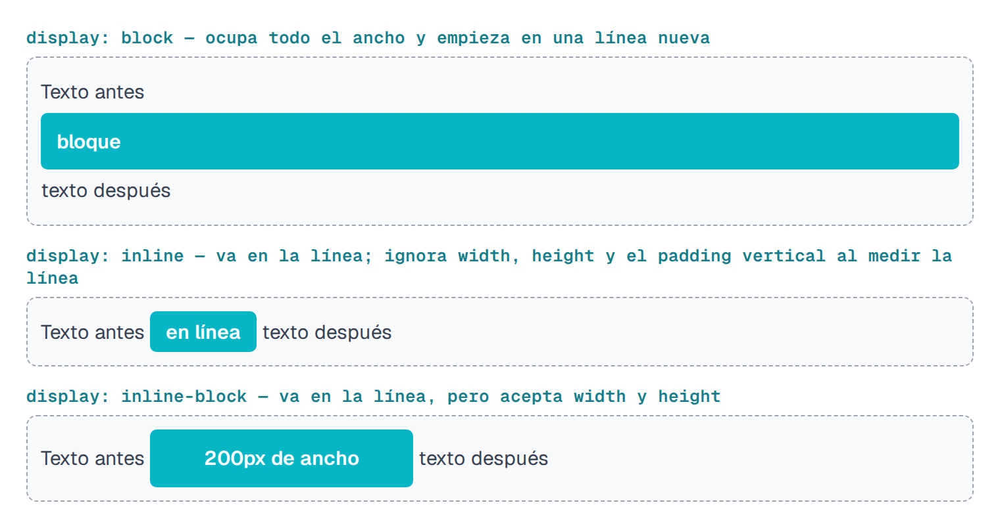 display: block — ocupa todo el ancho y empieza en una línea nueva
Texto antes
bloque
texto después
display: inline — va en la línea; ignora width, height y el padding vertical al medir la
línea
Texto antes en línea texto después
display: inline-block — va en la línea, pero acepta width y height
Texto antes 200px de ancho texto después